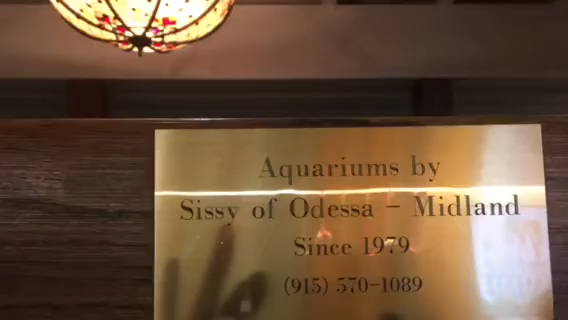 Aquariums by
Sissy of Odessa – Midland
Since 1979
(915) 570-1089